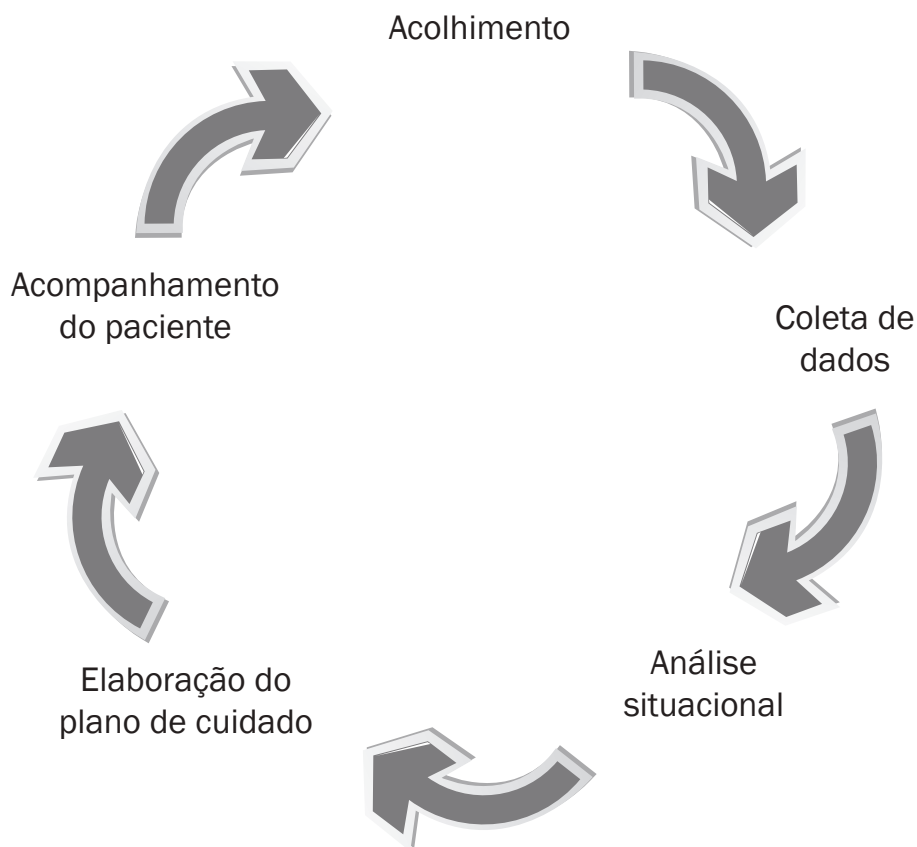 Acolhimento
Coleta de
dados
Análise
situacional
Elaboração do
plano de cuidado
Acompanhamento
do paciente